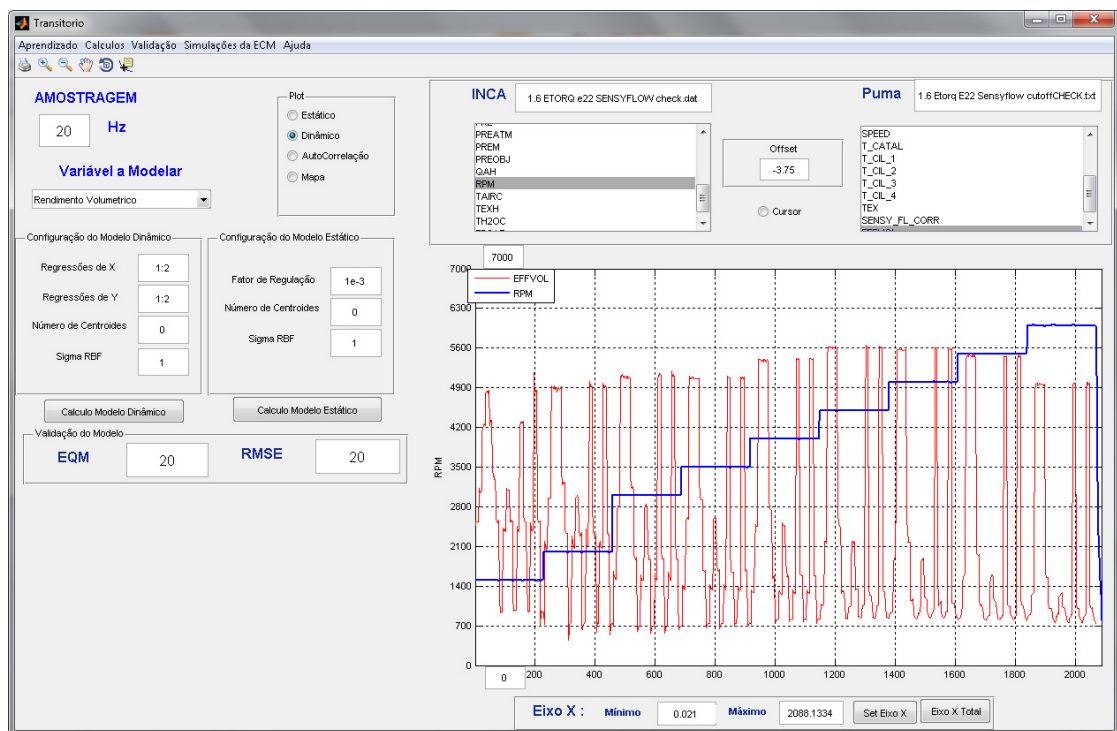 Transitorio
Aprendizado Calculos Validação Simulações da ECM Ajuda
AMOSTRAGEM
20 Hz
Variável a Modelar
Rendimento Volumetrico
Plot
Estático
Dinâmico
AutoCorrelação
Mapa
Configuração do Modelo Dinâmico
Regressões de X 1:2
Regressões de Y 1:2
Número de Centroides 0
Sigma RBF 1
Calculo Modelo Dinâmico
Configuração do Modelo Estático
Fator de Regulação 1e-3
Número de Centroides 0
Sigma RBF 1
Calculo Modelo Estático
Validação do Modelo
EQM 20 RMSE 20
INCA 1.6 ETORQ e22 SENSYFLOW check.dat
PREATM
PREM
PREOBJ
QAH
RPM
TAIRC
TEXH
TH2OC
Offset
-3.75
Cursor
Puma 1.6 Etorq E22 Sensyflow cutoffCHECK.txt
SPEED
T_CATAL
T_CIL_1
T_CIL_2
T_CIL_3
T_CIL_4
TEX
SENSY_FL_CORR
7000
7000
6300
5600
4900
4200
3500
2800
2100
1400
700
0
RPM
EFFVOL
RPM
0
200 400 600 800 1000 1200 1400 1600 1800 2000
Eixo X : Mínimo 0.021 Máximo 2088.1334 Set Eixo X Eixo X Total